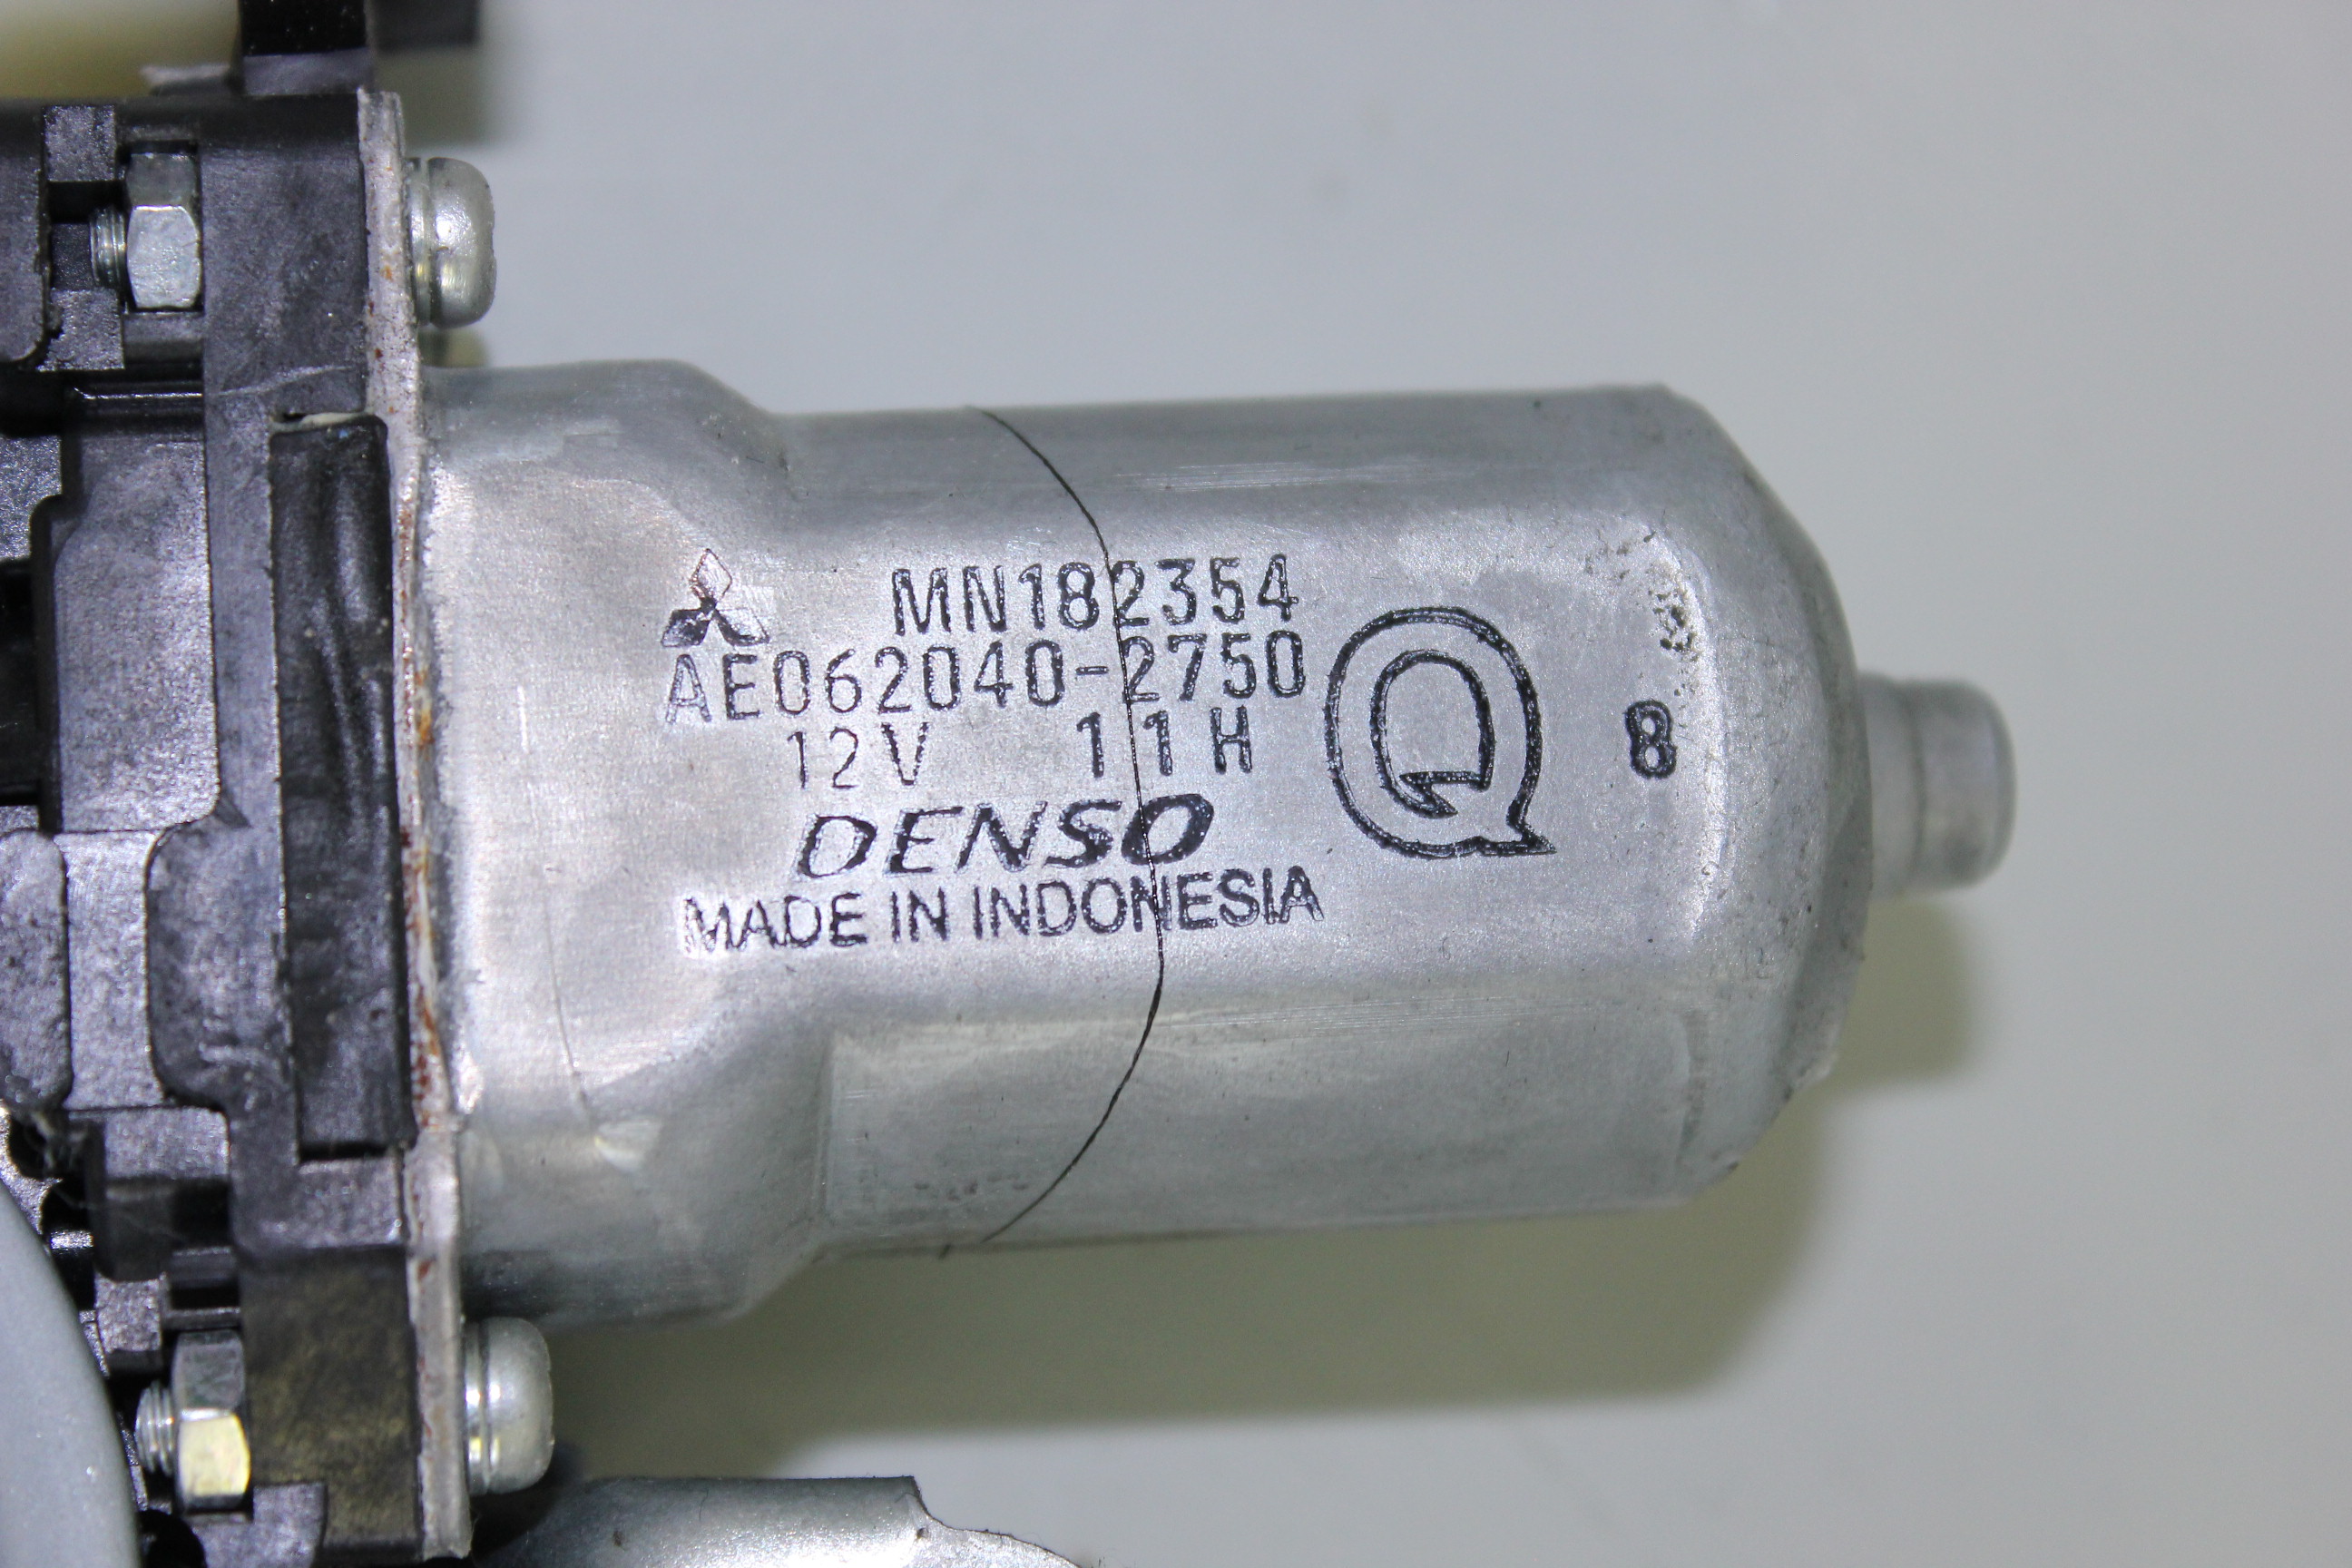 MN182354
AE062040-2750
12V 11H
DENSO
MADE IN INDONESIA
Q
8